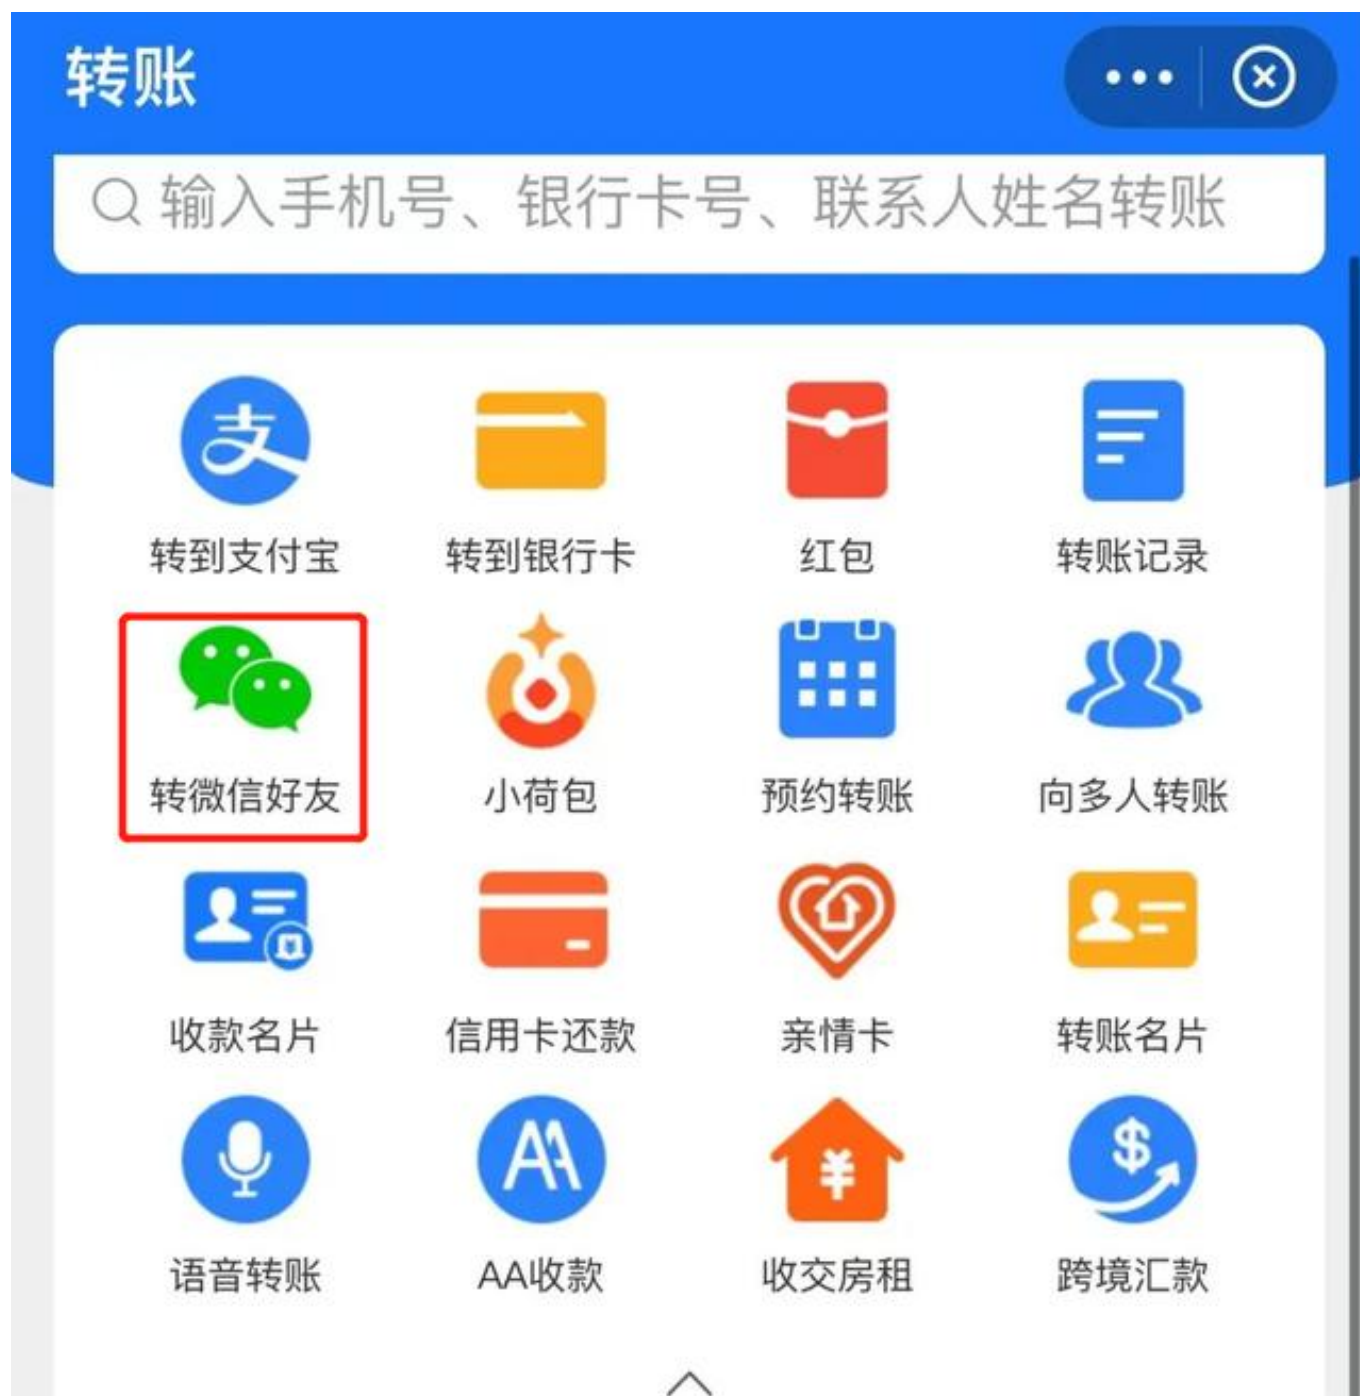 转账
输入手机号、银行卡号、联系人姓名转账
支
转到支付宝 转到银行卡 红包 转账记录
转微信好友 小荷包 预约转账 向多人转账
收款名片 信用卡还款 亲情卡 转账名片
AA ¥ $
语音转账 AA收款 收交房租 跨境汇款